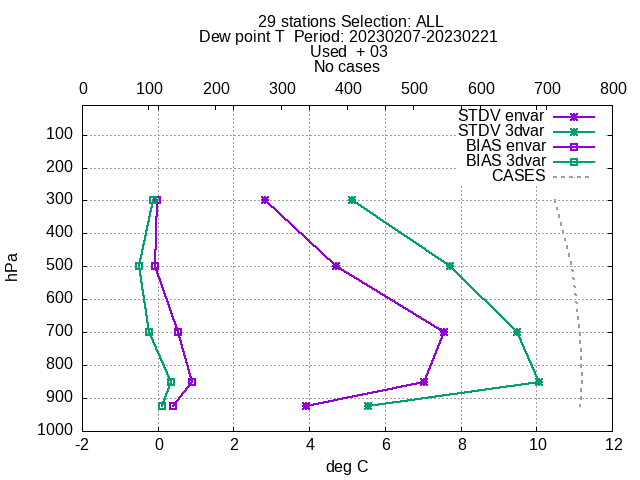 29 stations Selection: ALL
Dew point T  Period: 20230207-20230221
Used  + 03
No cases
0 100 200 300 400 500 600 700 800
STDV envar
STDV 3dvar
BIAS envar
BIAS 3dvar
CASES
100
200
300
400
500
600
700
800
900
1000
hPa
-2 0 2 4 6 8 10 12
deg C